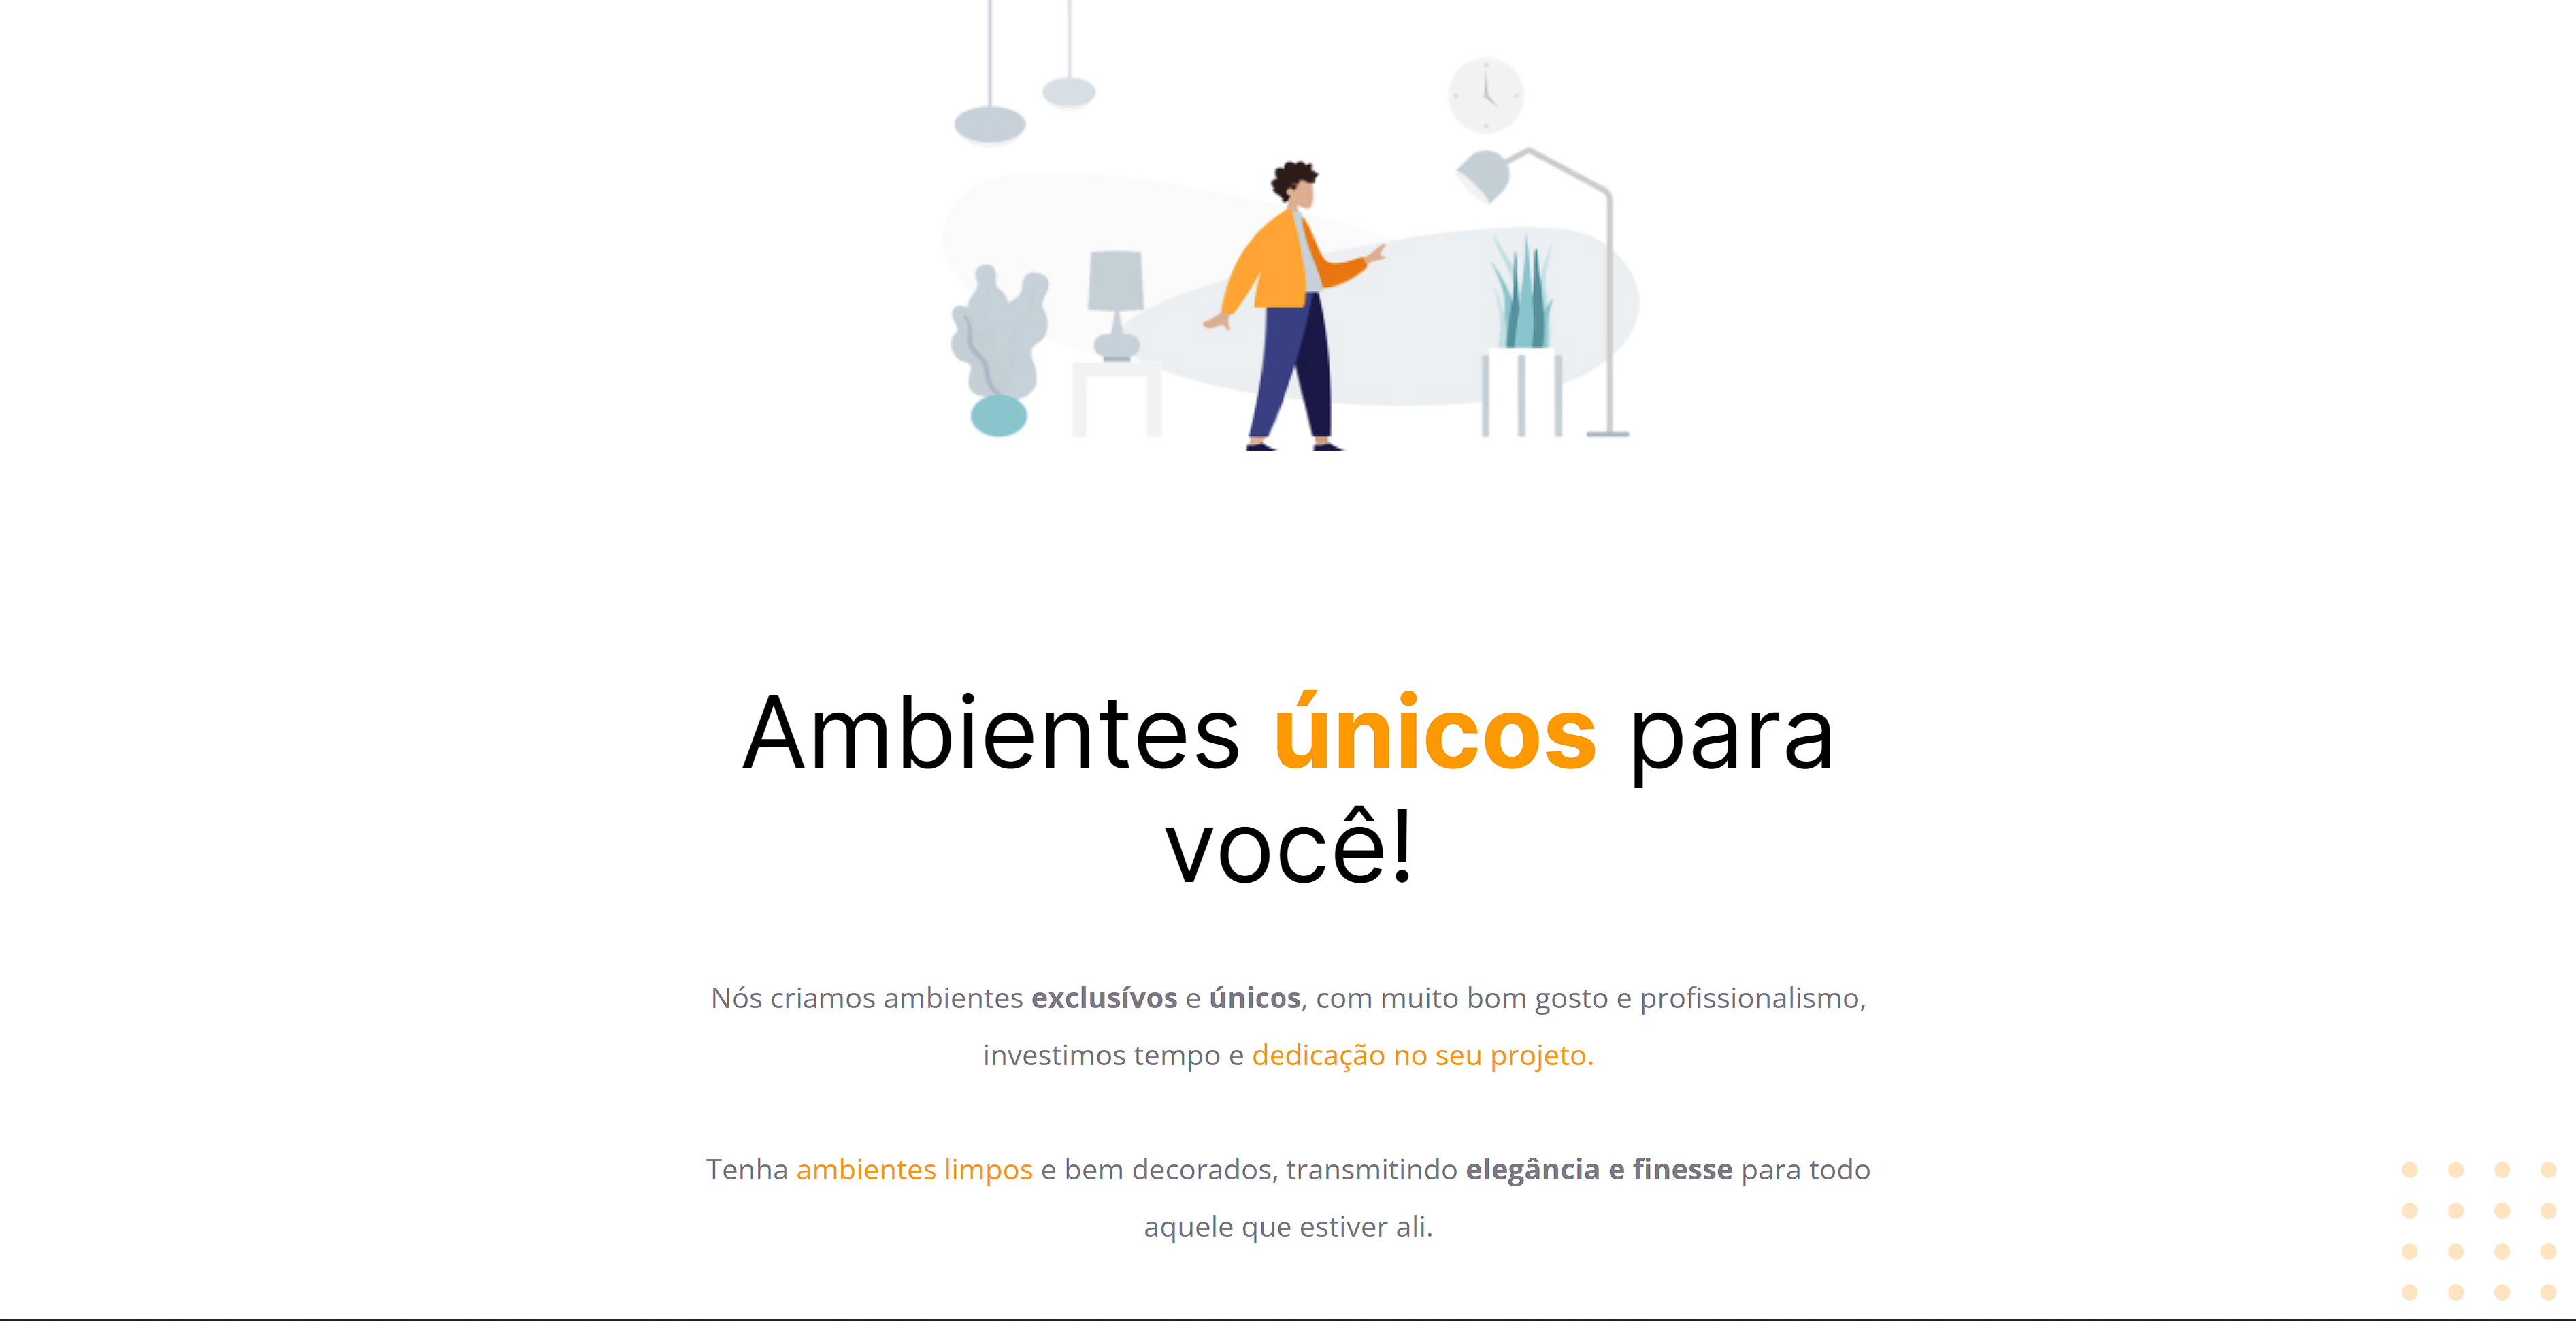 Ambientes únicos para
você!
Nós criamos ambientes exclusívos e únicos, com muito bom gosto e profissionalismo,
investimos tempo e dedicação no seu projeto.
Tenha ambientes limpos e bem decorados, transmitindo elegância e finesse para todo
aquele que estiver ali.